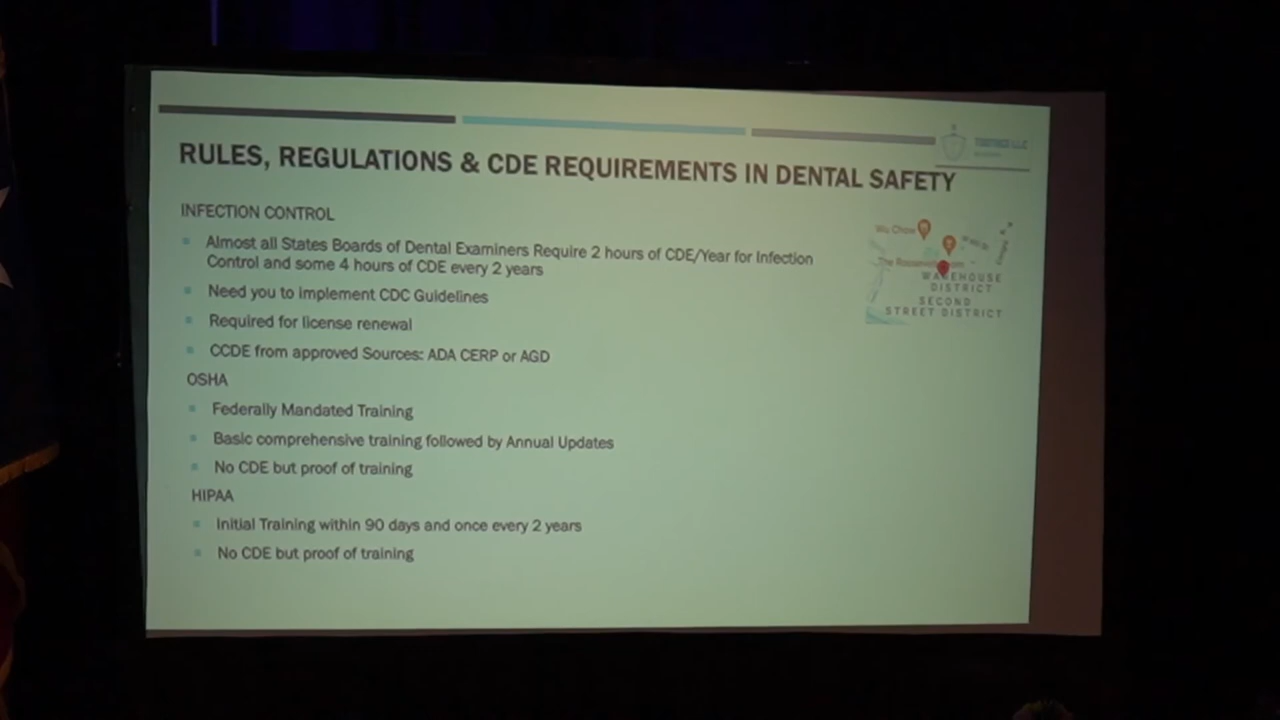 RULES, REGULATIONS & CDE REQUIREMENTS IN DENTAL SAFETY
INFECTION CONTROL
Almost all States Boards of Dental Examiners Require 2 hours of CDE/Year for Infection
Control and some 4 hours of CDE every 2 years
Need you to implement CDC Guidelines
Required for license renewal
CCDE from approved Sources: ADA CERP or AGD
OSHA
Federally Mandated Training
Basic comprehensive training followed by Annual Updates
No CDE but proof of training
HIPAA
Initial Training within 90 days and once every 2 years
No CDE but proof of training
LLC
Wu Chow
The
WAREHOUSE
DISTRICT
SECOND
STREET DISTRICT